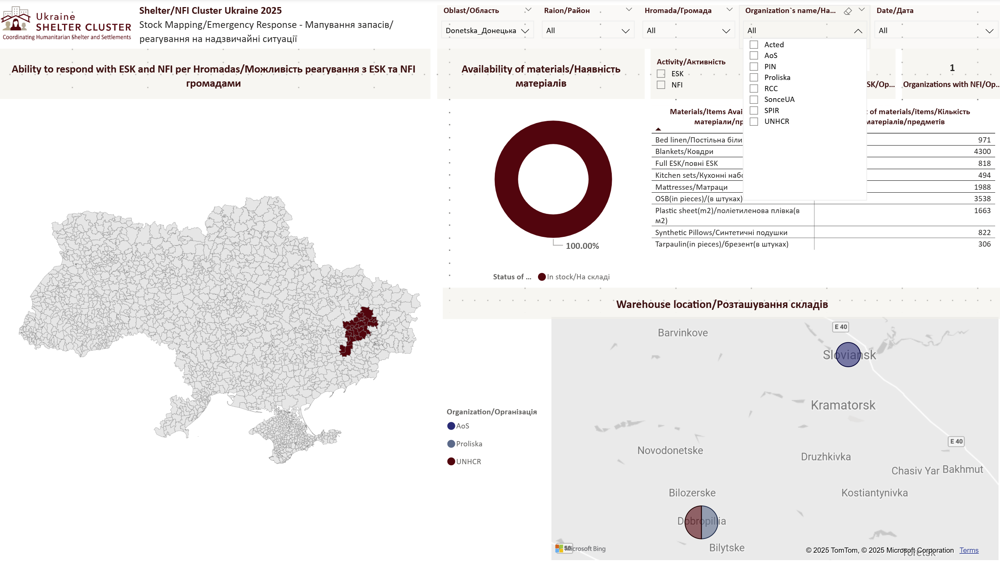 Ukraine
SHELTER CLUSTER
Coordinating Humanitarian Shelter and Settlements
Shelter/NFI Cluster Ukraine 2025
Stock Mapping/Emergency Response - Мапування запасів/
реагування на надзвичайні ситуації
Oblast/Область
Donetska_Донецька
Raion/Район
All
Hromada/Громада
All
Organization`s name/На...
All
Date/Дата
All
Acted
AoS
PIN
Proliska
RCC
SonceUA
SPIR
UNHCR
Ability to respond with ESK and NFI per Hromadas/Можливість реагування з ESK та NFI
громадами
Availability of materials/Наявність
матеріалів
Activity/Активність
ESK
NFI
SK/Ор...
1
Organizations with NFI/Ор...
100.00%
Status of ...
In stock/На складі
Materials/Items Avai
матеріали/пр
of materials/items/Кількість
матеріалів/предметів
Bed linen/Постільна біли 971
Blankets/Ковдри 4300
Full ESK/повні ESK 818
Kitchen sets/Кухонні набо 494
Mattresses/Матраци 1988
OSB(in pieces)/(в штуках) 3538
Plastic sheet(m2)/поліетиленова плівка(в 1663
м2)
Synthetic Pillows/Синтетичні подушки 822
Tarpaulin(in pieces)/брезент(в штуках) 306
Warehouse location/Розташування складів
Organization/Організація
AoS
Proliska
UNHCR
E 40
Barvinkove
Sloviansk
Kramatorsk
E 40
Novodonetske
Druzhkivka
Chasiv Yar
Bakhmut
Bilozerske
Kostiantynivka
Dobropillia
Bilytske
50
Microsoft Bing
Toretsk
© 2025 TomTom, © 2025 Microsoft Corporation
Terms